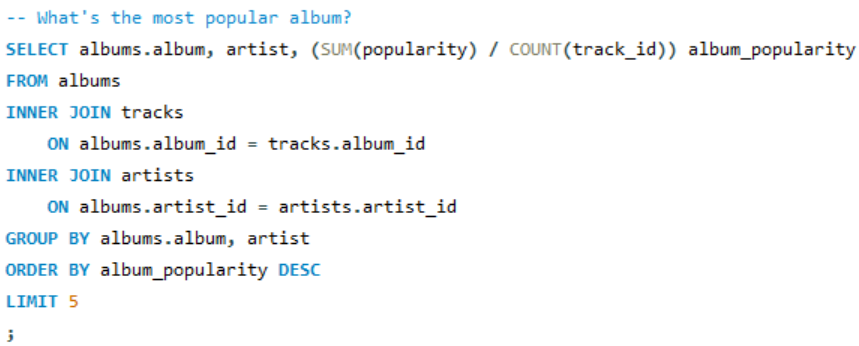 -- What's the most popular album?
SELECT albums.album, artist, (SUM(popularity) / COUNT(track_id)) album_popularity
FROM albums
INNER JOIN tracks
    ON albums.album_id = tracks.album_id
INNER JOIN artists
    ON albums.artist_id = artists.artist_id
GROUP BY albums.album, artist
ORDER BY album_popularity DESC
LIMIT 5
;